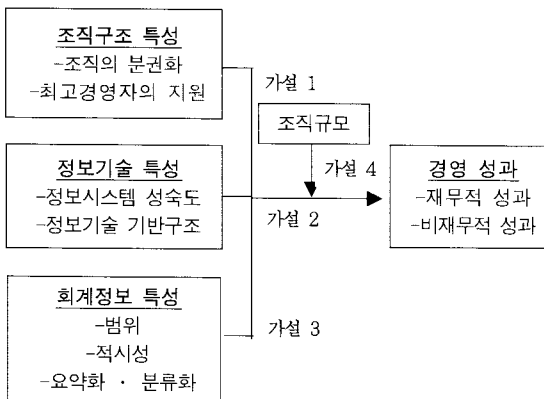 조직구조 특성
-조직의 분권화
-최고경영자의 지원
가설 1
조직규모
정보기술 특성
-정보시스템 성숙도
-정보기술 기반구조
가설 4
가설 2
경영 성과
-재무적 성과
-비재무적 성과
회계정보 특성
-범위
-적시성
-요약화 · 분류화
가설 3